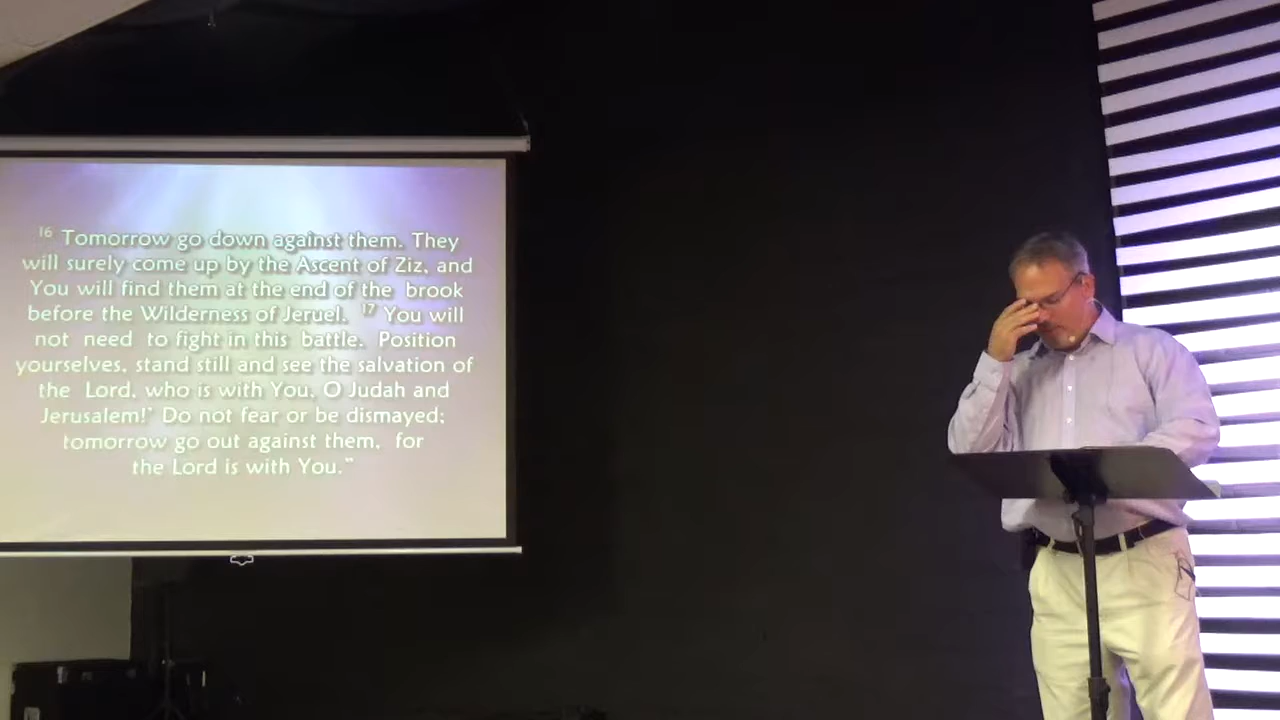 16 Tomorrow go down against them. They
will surely come up by the Ascent of Ziz, and
You will find them at the end of the brook
before the Wilderness of Jeruel. 17 You will
not need to fight in this battle. Position
yourselves, stand still and see the salvation of
the Lord, who is with You, O Judah and
Jerusalem!' Do not fear or be dismayed;
tomorrow go out against them, for
the Lord is with You."